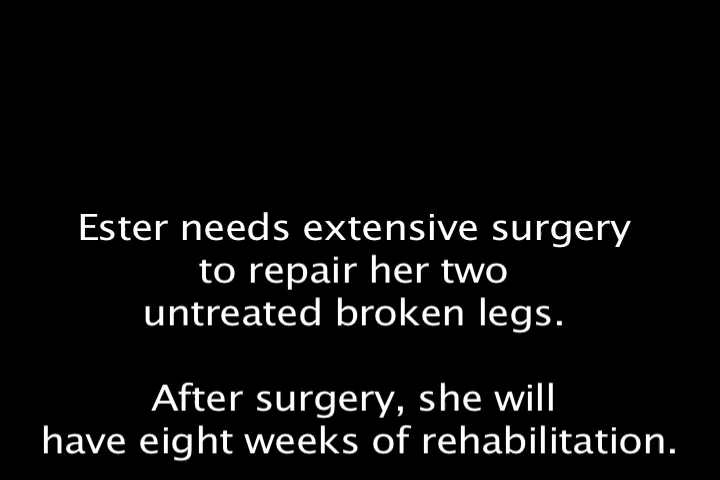 Ester needs extensive surgery
to repair her two
untreated broken legs.
After surgery, she will
have eight weeks of rehabilitation.